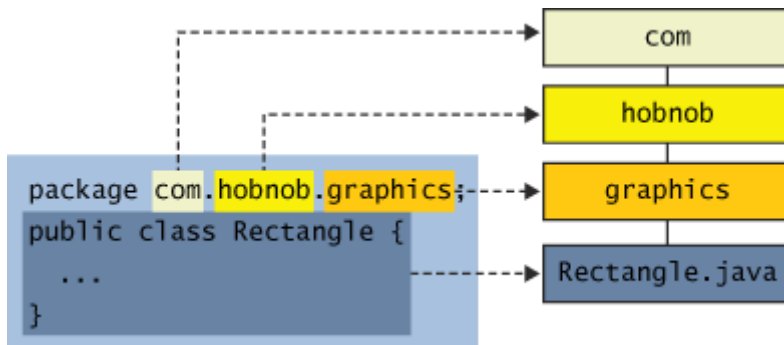 com
hobnob
package com.hobnob.graphics;
graphics
public class Rectangle {
...
}
Rectangle.java